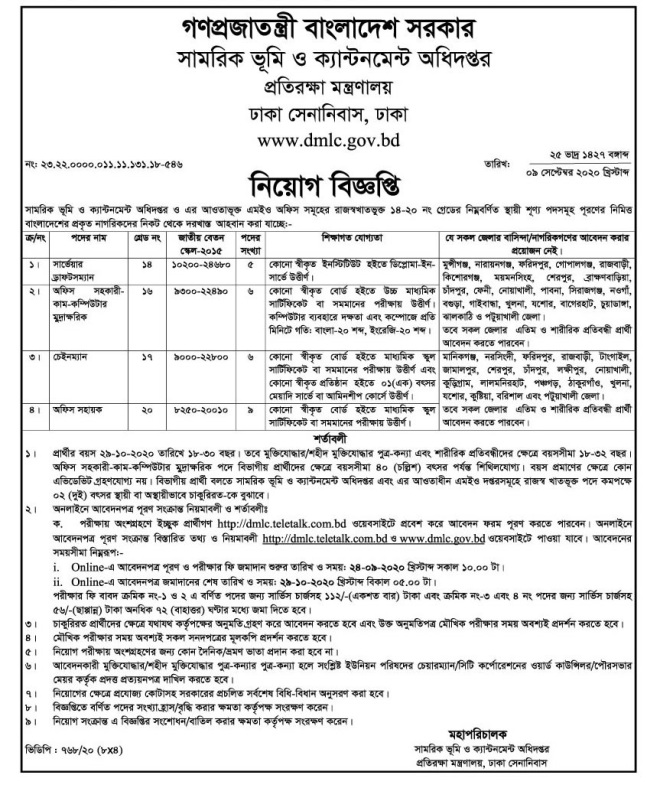 গণপ্রজাতন্ত্রী বাংলাদেশ সরকার
সামরিক ভূমি ও ক্যান্টনমেন্ট অধিদপ্তর
প্রতিরক্ষা মন্ত্রণালয়
ঢাকা সেনানিবাস, ঢাকা
www.dmlc.gov.bd
নং: ২৩.২২.০০০০.০১১.১১.১৩১.১৮-৫৪৬
তারিখ: ২৫ ভাদ্র ১৪২৭ বঙ্গাব্দ
০৯ সেপ্টেম্বর ২০২০ খ্রিস্টাব্দ
নিয়োগ বিজ্ঞপ্তি
সামরিক ভূমি ও ক্যান্টনমেন্ট অধিদপ্তর ও এর আওতাভুক্ত এমইও অফিস সমূহের রাজস্বখাতভুক্ত ১৪-২০ নং গ্রেডের নিম্নবর্ণিত স্থায়ী শূণ্য পদসমূহ পূরণের নিমিত্ত
বাংলাদেশের প্রকৃত নাগরিকদের নিকট থেকে দরখাস্ত আহবান করা যাচ্ছে:-
ক্র/নং পদের নাম গ্রেড নং জাতীয় বেতন স্কেল-২০১৫ পদের সংখ্যা শিক্ষাগত যোগ্যতা যে সকল জেলার বাসিন্দা/নাগরিকগণের আবেদন করার প্রয়োজন নেই।
১। সার্ভেয়ার ড্রাফটসম্যান ১৪ ১০২০০-২৪৬৮০ ৫ কোনো স্বীকৃত ইনস্টিটিউট হইতে ডিপ্লোমা-ইন-সার্ভে উত্তীর্ণ।
মুন্সীগঞ্জ, নারায়নগঞ্জ, ফরিদপুর, গোপালগঞ্জ, রাজবাড়ী,
কিশোরগঞ্জ, ময়মনসিংহ, শেরপুর, ব্রাহ্মণবাড়িয়া,
চাঁদপুর, ফেনী, নোয়াখালী, পাবনা, সিরাজগঞ্জ, নওগাঁ,
বগুড়া, গাইবান্ধা, খুলনা, যশোর, বাগেরহাট, চুয়াডাঙ্গা,
ঝালকাঠি ও পটুয়াখালী জেলা।
তবে সকল জেলার এতিম ও শারীরিক প্রতিবন্ধী প্রার্থী
আবেদন করতে পারবেন।
২। অফিস সহকারী-কাম-কম্পিউটার মুদ্রাক্ষরিক ১৬ ৯৩০০-২২৪৯০ ৬ কোনো স্বীকৃত বোর্ড হইতে উচ্চ মাধ্যমিক
সার্টিফিকেট বা সমমানের পরীক্ষায় উত্তীর্ণ।
কম্পিউটার ব্যবহারে দক্ষতা এবং কম্পোজে প্রতি
মিনিটে গতি: বাংলা-২০ শব্দ, ইংরেজি-২০ শব্দ।
৩। চেইনম্যান ১৭ ৯০০০-২২৮০০ ৬ কোনো স্বীকৃত বোর্ড হইতে মাধ্যমিক স্কুল
সার্টিফিকেট বা সমমানের পরীক্ষায় উত্তীর্ণ এবং
কোনো স্বীকৃত প্রতিষ্ঠান হইতে ০১(এক) বৎসর
মেয়াদি সার্ভে বা আমিনশীপ কোর্সে উত্তীর্ণ।
মানিকগঞ্জ, নরসিংদী, ফরিদপুর, রাজবাড়ী, টাংগাইল,
জামালপুর, শেরপুর, চাঁদপুর, লক্ষীপুর, নোয়াখালী,
কুড়িগ্রাম, লালমনিরহাট, পঞ্চগড়, ঠাকুরগাঁও, খুলনা,
যশোর, কুষ্টিয়া, বরিশাল এবং পটুয়াখালী জেলা।
৪। অফিস সহায়ক ২০ ৮২৫০-২০০১০ ৯ কোনো স্বীকৃত বোর্ড হইতে মাধ্যমিক স্কুল
সার্টিফিকেট বা সমমানের পরীক্ষায় উত্তীর্ণ।
তবে সকল জেলার এতিম ও শারীরিক প্রতিবন্ধী প্রার্থী
আবেদন করতে পারবেন।
শর্তাবলী
১। প্রার্থীর বয়স ২৯-১০-২০২০ তারিখে ১৮-৩০ বছর। তবে মুক্তিযোদ্ধার/শহীদ মুক্তিযোদ্ধার পুত্র-কন্যা এবং শারীরিক প্রতিবন্ধীদের ক্ষেত্রে বয়সসীমা ১৮-৩২ বছর।
অফিস সহকারী-কাম-কম্পিউটার মুদ্রাক্ষরিক পদে বিভাগীয় প্রার্থীদের ক্ষেত্রে বয়সসীমা ৪০ (চল্লিশ) বৎসর পর্যন্ত শিথিলযোগ্য। বয়স প্রমাণের ক্ষেত্রে কোন
এভিডেভিট গ্রহণযোগ্য নয়। বিভাগীয় প্রার্থী বলতে সামরিক ভূমি ও ক্যান্টনমেন্ট অধিদপ্তর এবং এর আওতাধীন এমইও দপ্তরসমূহে রাজস্ব খাতভূক্ত পদে কমপক্ষে
০২ (দুই) বৎসর স্থায়ী বা অস্থায়ীভাবে চাকুরিরত-কে বুঝাবে।
২। অনলাইনে আবেদনপত্র পূরণ সংক্রান্ত নিয়মাবলী ও শর্তাবলীঃ
ক. পরীক্ষায় অংশগ্রহণে ইচ্ছুক প্রার্থীগণ http://dmlc.teletalk.com.bd ওয়েবসাইটে প্রবেশ করে আবেদন ফরম পূরণ করতে পারবেন। অনলাইনে
আবেদনপত্র পূরণ সংক্রান্ত বিস্তারিত তথ্য ও নিয়মাবলী http://dmlc.teletalk.com.bd ও www.dmlc.gov.bd ওয়েবসাইটে পাওয়া যাবে। আবেদনের
সময়সীমা নিম্নরূপ:-
i. Online-এ আবেদনপত্র পূরণ ও পরীক্ষার ফি জমাদান শুরুর তারিখ ও সময়: ২৪-০৯-২০২০ খ্রিস্টাব্দ সকাল ১০.০০ টা।
ii. Online-এ আবেদনপত্র জমাদানের শেষ তারিখ ও সময়: ২৯-১০-২০২০ খ্রিস্টাব্দ বিকাল ০৫.০০ টা।
পরীক্ষার ফি বাবদ ক্রমিক নং-১ ও ২ এ বর্ণিত পদের জন্য সার্ভিস চার্জসহ ১১২/-(একশত বার) টাকা এবং ক্রমিক নং-৩ এবং ৪ নং পদের জন্য সার্ভিস চার্জসহ
৫৬/-(ছাপ্পান্ন) টাকা অনধিক ৭২ (বাহাত্তর) ঘন্টার মধ্যে জমা দিতে হবে।
৩। চাকুরিরত প্রার্থীদের ক্ষেত্রে যথাযথ কর্তৃপক্ষের অনুমতি গ্রহণ করে আবেদন করতে হবে এবং উক্ত অনুমতিপত্র মৌখিক পরীক্ষার সময় অবশ্যই প্রদর্শন করতে হবে।
৪। মৌখিক পরীক্ষার সময় অবশ্যই সকল সনদপত্রের মূলকপি প্রদর্শন করতে হবে।
৫। নিয়োগ পরীক্ষায় অংশগ্রহণের জন্য কোন দৈনিক/ভ্রমণ ভাতা প্রদান করা হবে না।
৬। আবেদনকারী মুক্তিযোদ্ধার/শহীদ মুক্তিযোদ্ধার পুত্র-কন্যার পুত্র-কন্যা হলে সংশ্লিষ্ট ইউনিয়ন পরিষদের চেয়ারম্যান/সিটি কর্পোরেশনের ওয়ার্ড কাউন্সিলর/পৌরসভার
মেয়র কর্তৃক প্রদত্ত প্রত্যয়নপত্র দাখিল করতে হবে।
৭। নিয়োগের ক্ষেত্রে প্রযোজ্য কোটাসহ সরকারের প্রচলিত সর্বশেষ বিধি-বিধান অনুসরণ করা হবে।
৮। বিজ্ঞপ্তিতে বর্ণিত পদের সংখ্যা হ্রাস/বৃদ্ধি করার ক্ষমতা কর্তৃপক্ষ সংরক্ষণ করেন।
৯। নিয়োগ সংক্রান্ত এ বিজ্ঞপ্তির সংশোধন/বাতিল করার ক্ষমতা কর্তৃপক্ষ সংরক্ষণ করেন।
মহাপরিচালক
সামরিক ভূমি ও ক্যান্টনমেন্ট অধিদপ্তর
প্রতিরক্ষা মন্ত্রণালয়, ঢাকা সেনানিবাস
ভিডিপি : ৭৬৮/২০ (৮X৪)